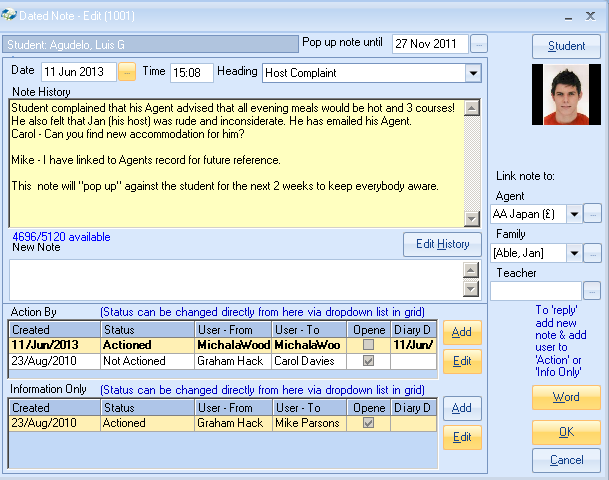 Dated Note - Edit (1001)
Student: Agudelo, Luis G
Pop up note until 27 Nov 2011 ...
Student
Date 11 Jun 2013 ... Time 15:08 Heading Host Complaint
Note History
Student complained that his Agent advised that all evening meals would be hot and 3 courses!
He also felt that Jan (his host) was rude and inconsiderate. He has emailed his Agent.
Carol - Can you find new accommodation for him?
Mike - I have linked to Agents record for future reference.
This note will "pop up" against the student for the next 2 weeks to keep everybody aware.
4696/5120 available
New Note
Edit History
Link note to:
Agent
AA Japan (£) ...
Family
[Able, Jan] ...
Teacher
...
To 'reply'
add new
note & add
user to
'Action' or
'Info Only'
Action By (Status can be changed directly from here via dropdown list in grid)
Created Status User - From User - To Opene Diary D
11/Jun/2013 Actioned MichalaWood MichalaWoo 11/Jun/
23/Aug/2010 Not Actioned Graham Hack Carol Davies
Add
Edit
Information Only (Status can be changed directly from here via dropdown list in grid)
Created Status User - From User - To Opene Diary D
23/Aug/2010 Actioned Graham Hack Mike Parsons
Add
Edit
Word
OK
Cancel